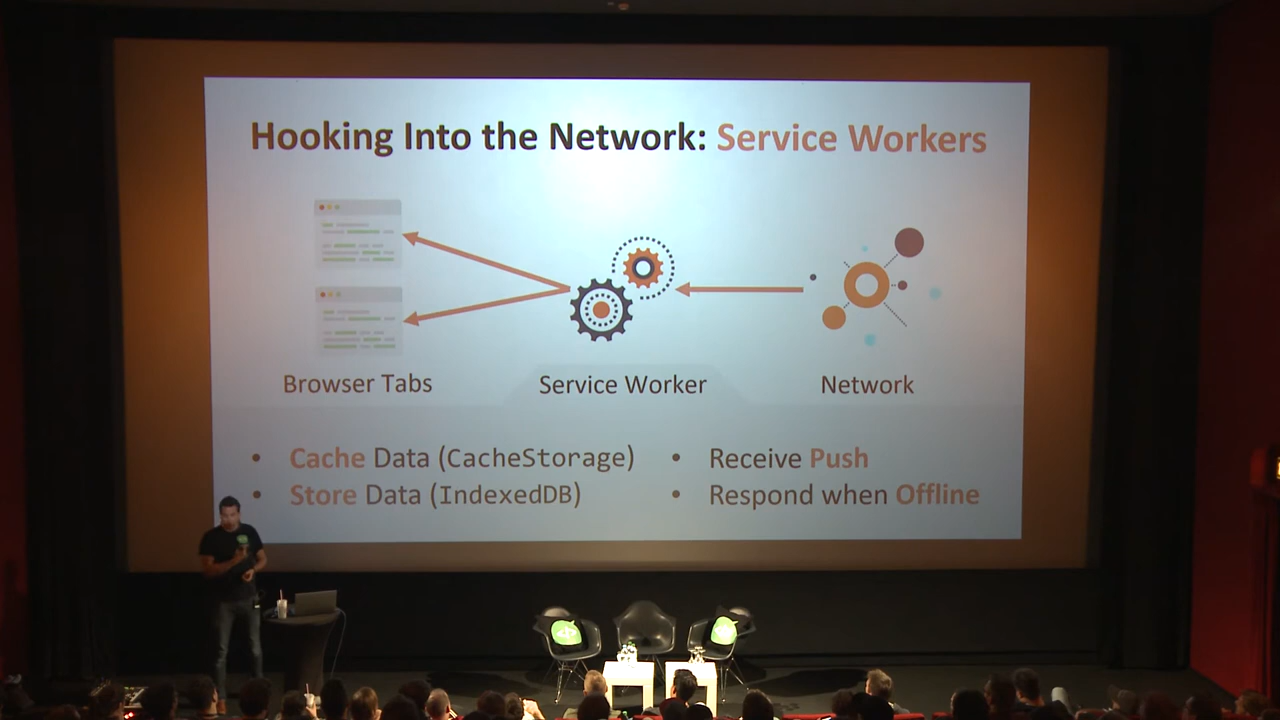 Hooking Into the Network: Service Workers
Browser Tabs
Service Worker
Network
• Cache Data (CacheStorage)
• Store Data (IndexedDB)
• Receive Push
• Respond when Offline